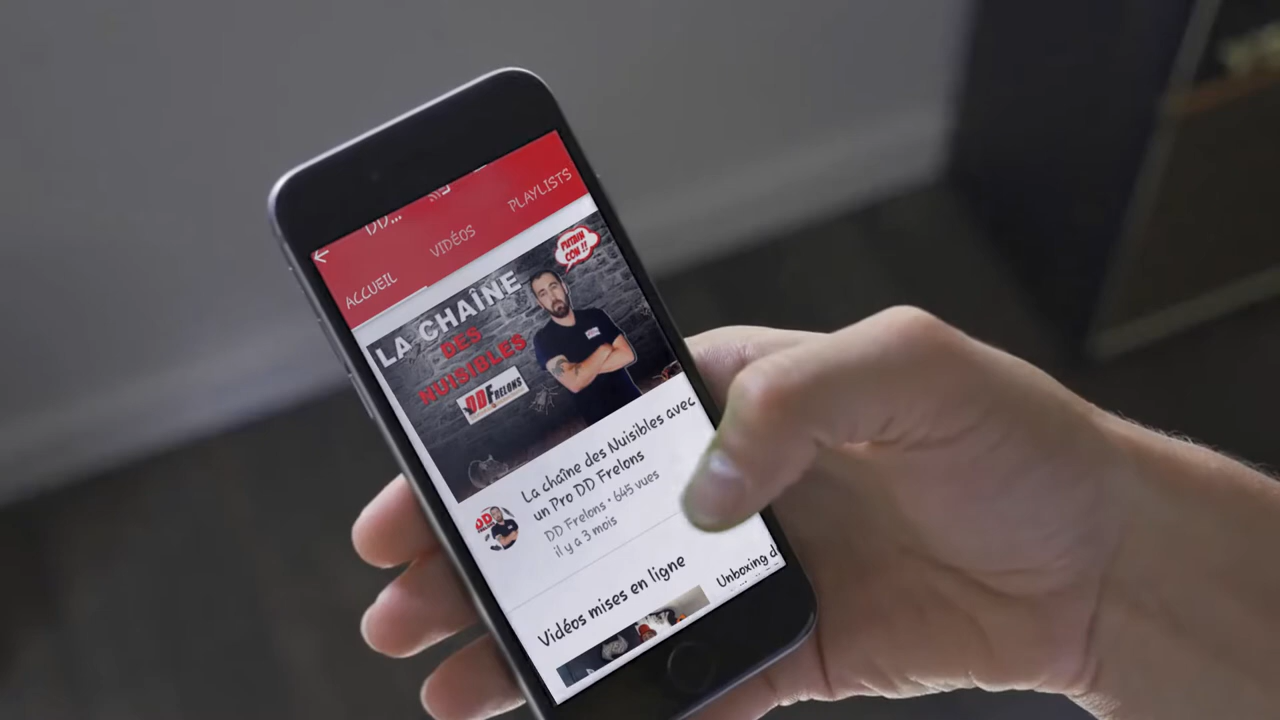 DD...
ACCUEIL
VIDÉOS
PLAYLISTS
PUTAIN
CON !!
LA CHAÎNE
DES
NUISIBLES
DDFRELONS
La chaîne des Nuisibles avec
un Pro DD Frelons
DD Frelons • 645 vues
il y a 3 mois
Vidéos mises en ligne
Unboxing d